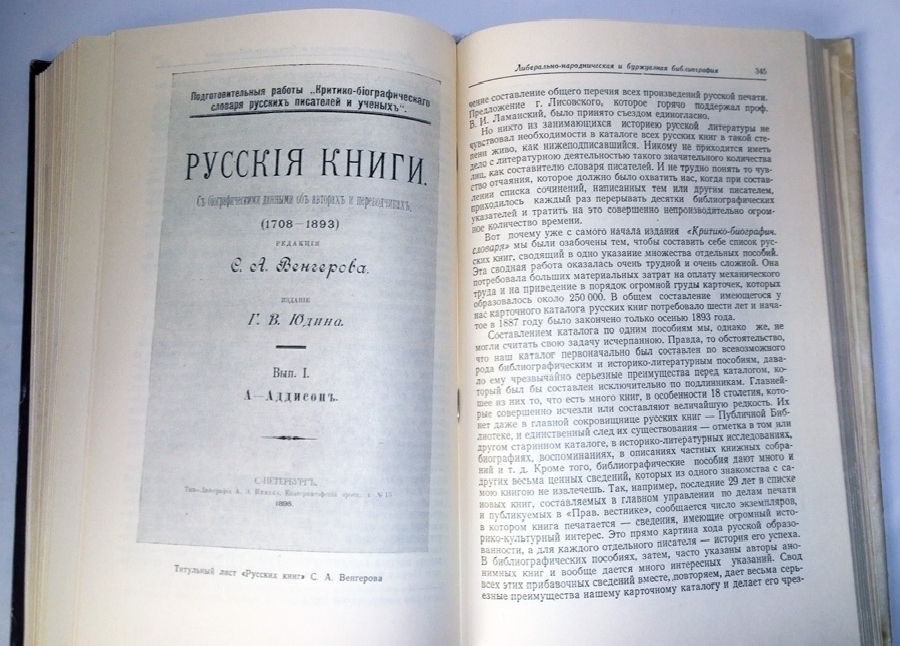 Подготовительныя работы „Критико-біографическаго
словаря русскихъ писателей и ученыхъ“.
РУССКІЯ КНИГИ.
Съ біографическими данными объ авторахъ и переводчикахъ.
(1708—1893)
РЕДАКЦІЯ
С. А. Венгерова.
ИЗДАНІЕ
Г. В. Юдина.
Вып. I.
А—Аддисонъ.
С.-ПЕТЕРБУРГЪ.
1896.
Титульный лист «Русских книг» С. А. Венгерова
Либерально-народническая и буржуазная библиография 345
чение составление общего перечня всех произведений русской печати.
Предложение г. Лисовского, которое горячо поддержал проф.
В. И. Ламанский, было принято съездом единогласно.
Но никто из занимающихся историею русской литературы не
чувствовал необходимости в каталоге всех русских книг в такой сте-
пени живо, как нижеподписавшийся. Никому не приходится иметь
дело с литературною деятельностью такого значительного количества
лиц, как составителю словаря писателей. И не трудно понять то чув-
ство отчаяния, которое должно было охватить нас, когда при состав-
лении списка сочинений, написанных тем или другим писателем,
приходилось каждый раз перерывать десятки библиографических
указателей и тратить на это совершенно непроизводительно огром-
ное количество времени.
Вот почему уже с самого начала издания «Критико-биографич.
словаря» мы были озабочены тем, чтобы составить себе список рус-
ских книг, сводящий в одно указание множества отдельных пособий.
Эта сводная работа оказалась очень трудной и очень сложной. Она
потребовала больших материальных затрат на оплату механического
труда и на приведение в порядок огромной груды карточек, которых
образовалось около 250 000. В общем составление имеющегося у
нас карточного каталога русских книг потребовало шести лет и нача-
тое в 1887 году было закончено только осенью 1893 года.
Составлением каталога по одним пособиям мы, однако же, не
могли считать свою задачу исчерпанною. Правда, то обстоятельство,
что наш каталог первоначально был составлен по всевозможного
рода библиографическим и историко-литературным пособиям, дава-
ло ему чрезвычайно серьезные преимущества перед каталогом, ко-
торый был бы составлен исключительно по подлинникам. Главней-
шее из них то, что есть много книг, в особенности 18 столетия, кото-
рые совершенно исчезли или составляют величайшую редкость. Их
нет даже в главной сокровищнице русских книг — Публичной Биб-
лиотеке, и единственный след их существования — отметка в том или
другом старинном каталоге, в историко-литературных исследованиях,
биографиях, воспоминаниях, в описаниях частных книжных собра-
ний и т. д. Кроме того, библиографические пособия дают много и
других весьма ценных сведений, которых из одного знакомства с са-
мою книгою не извлечешь. Так, например, последние 29 лет в списке
новых книг, составляемых в главном управлении по делам печати
и публикуемых в «Прав. вестнике», сообщается число экземпляров,
в котором книга печатается — сведения, имеющие огромный исто-
рико-культурный интерес. Это прямо картина хода русской образо-
ванности, а для каждого отдельного писателя — история его успеха.
В библиографических пособиях, затем, часто указаны авторы ано-
нимных книг и вообще дается много интересных указаний. Свод
всех этих прибавочных сведений вместе, повторяем, дает весьма серь-
езные преимущества нашему карточному каталогу и делает его чрез-